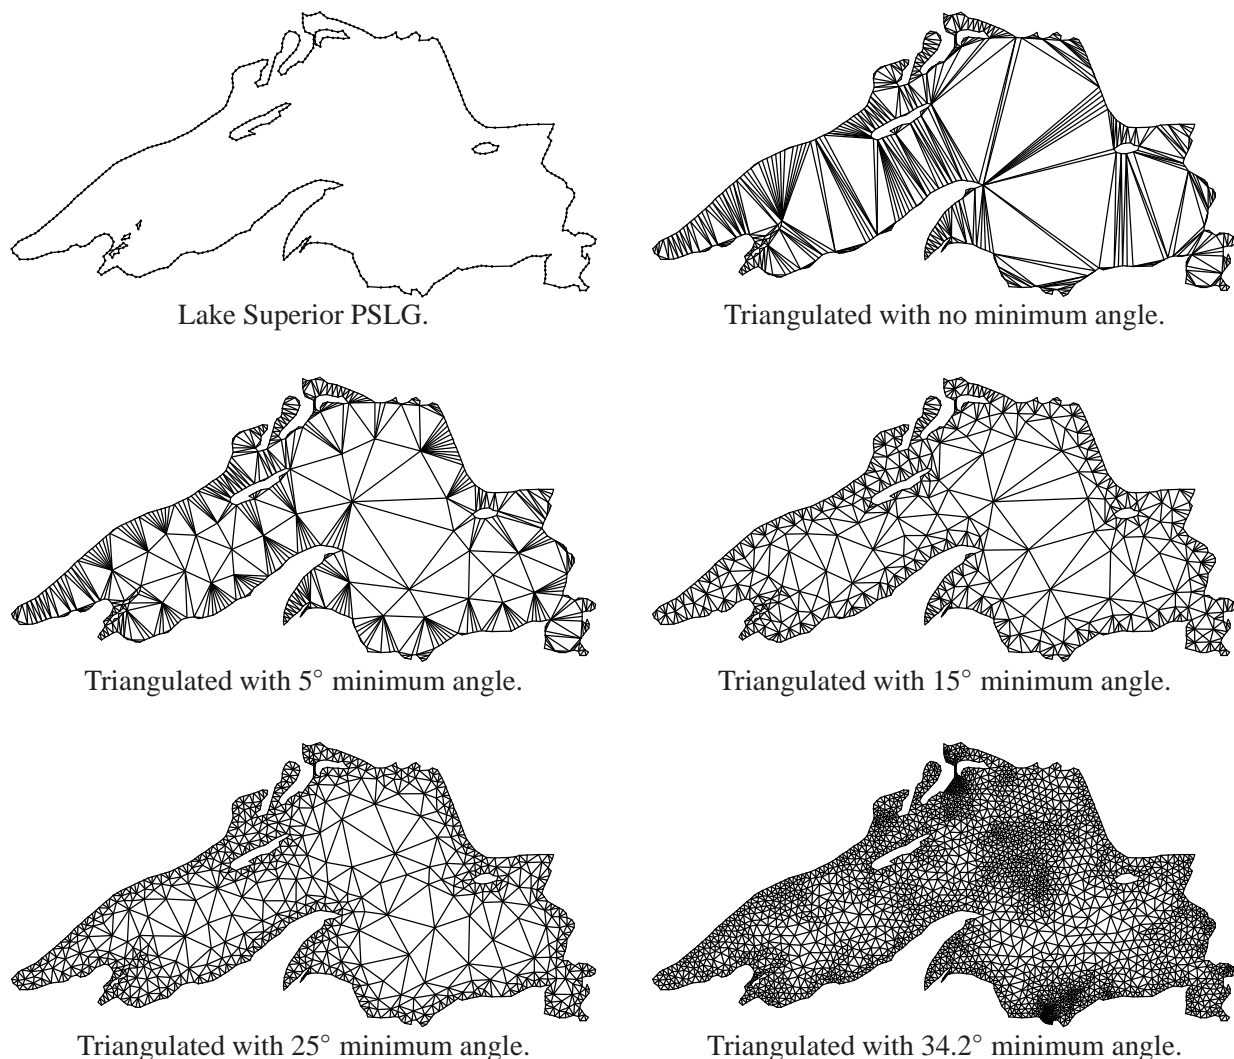 Lake Superior PSLG.
Triangulated with no minimum angle.
Triangulated with 5° minimum angle.
Triangulated with 15° minimum angle.
Triangulated with 25° minimum angle.
Triangulated with 34.2° minimum angle.